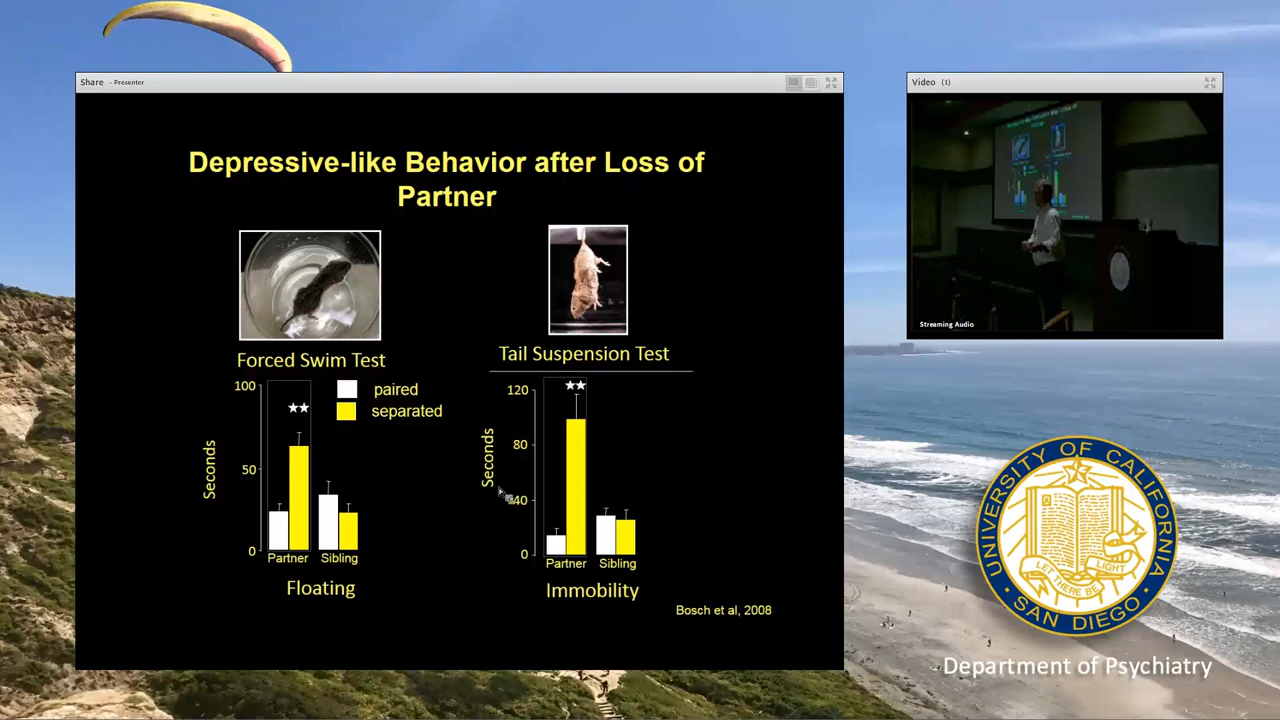 Share - Presenter
Depressive-like Behavior after Loss of
Partner
Forced Swim Test
100
50
0
Seconds
paired
separated
Partner Sibling
Floating
Tail Suspension Test
120
80
40
0
Seconds
Partner Sibling
Immobility
Bosch et al, 2008
Video (1)
Streaming Audio
UNIVERSITY OF CALIFORNIA
SAN DIEGO
LET THERE BE LIGHT
A
Department of Psychiatry